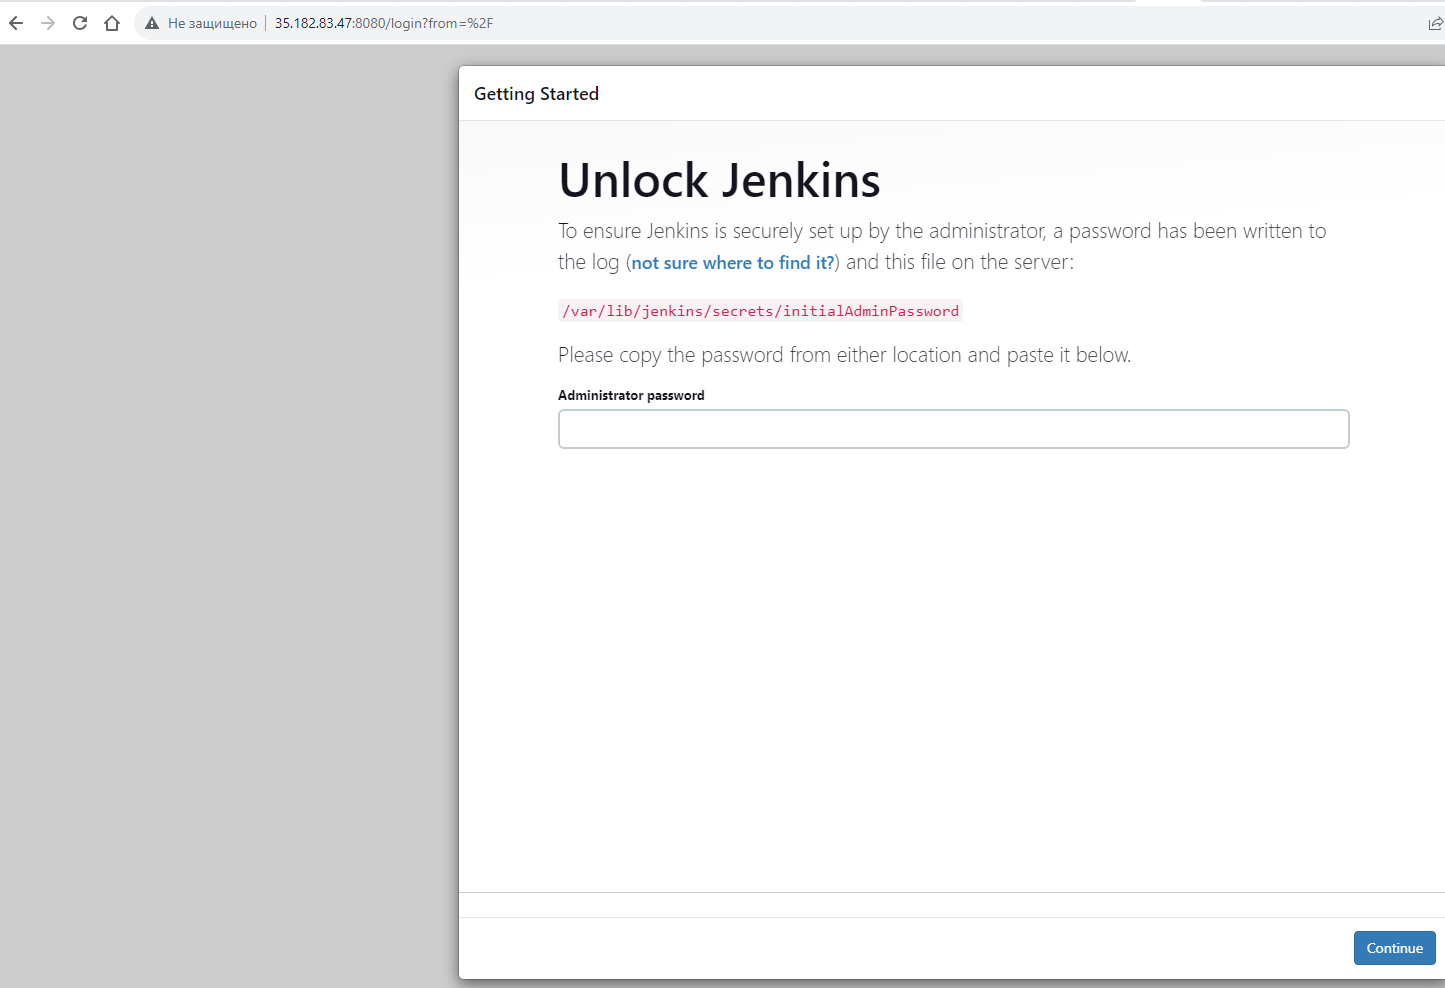 Не защищено | 35.182.83.47:8080/login?from=%2F
Getting Started
Unlock Jenkins
To ensure Jenkins is securely set up by the administrator, a password has been written to
the log (not sure where to find it?) and this file on the server:
/var/lib/jenkins/secrets/initialAdminPassword
Please copy the password from either location and paste it below.
Administrator password
Continue